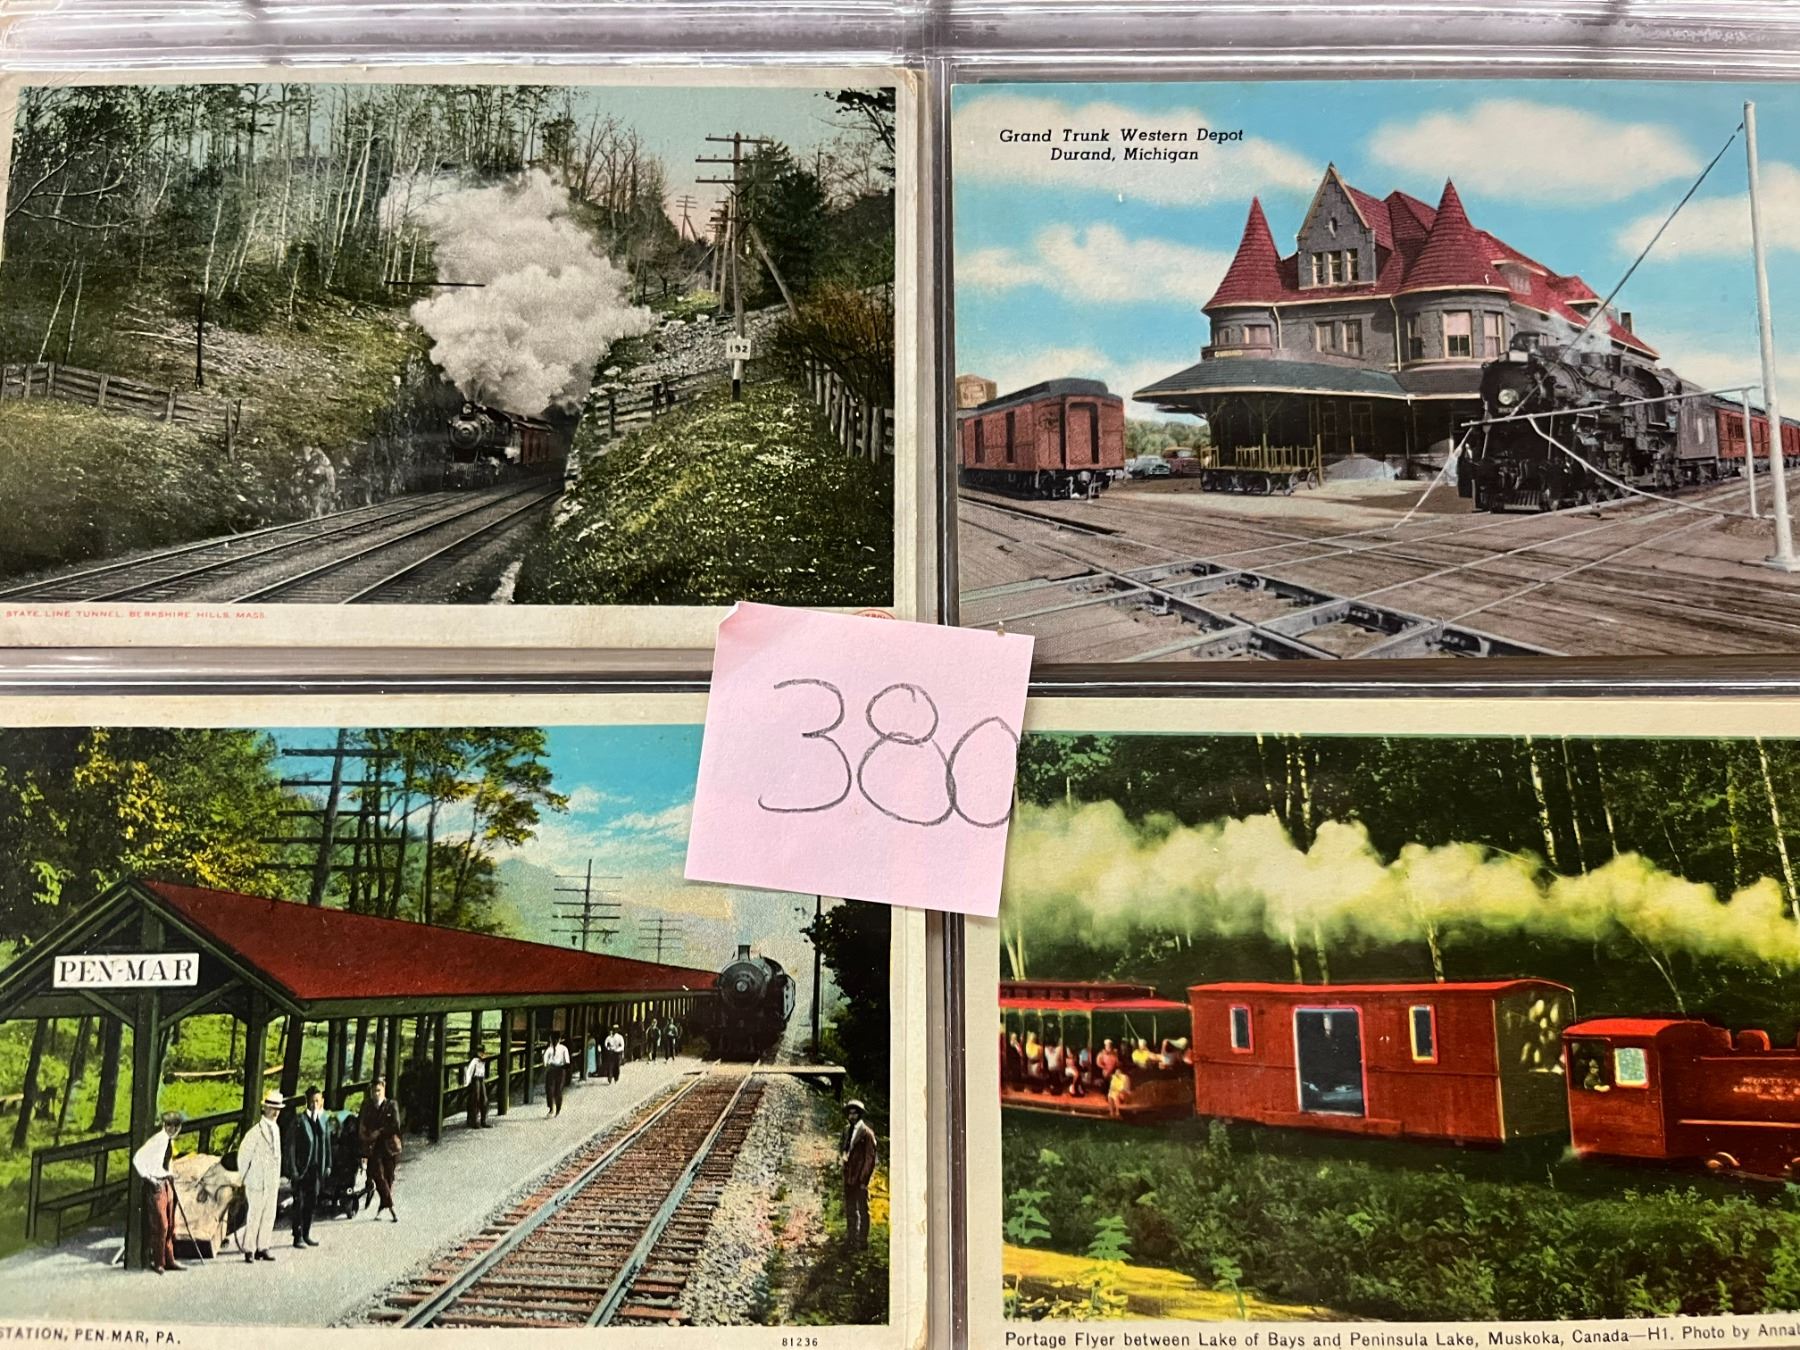 Grand Trunk Western Depot
Durand, Michigan
192
STATE LINE TUNNEL, BERKSHIRE HILLS, MASS.
380
PEN-MAR
STATION, PEN-MAR, PA.
81236
Portage Flyer between Lake of Bays and Peninsula Lake, Muskoka, Canada—H1. Photo by